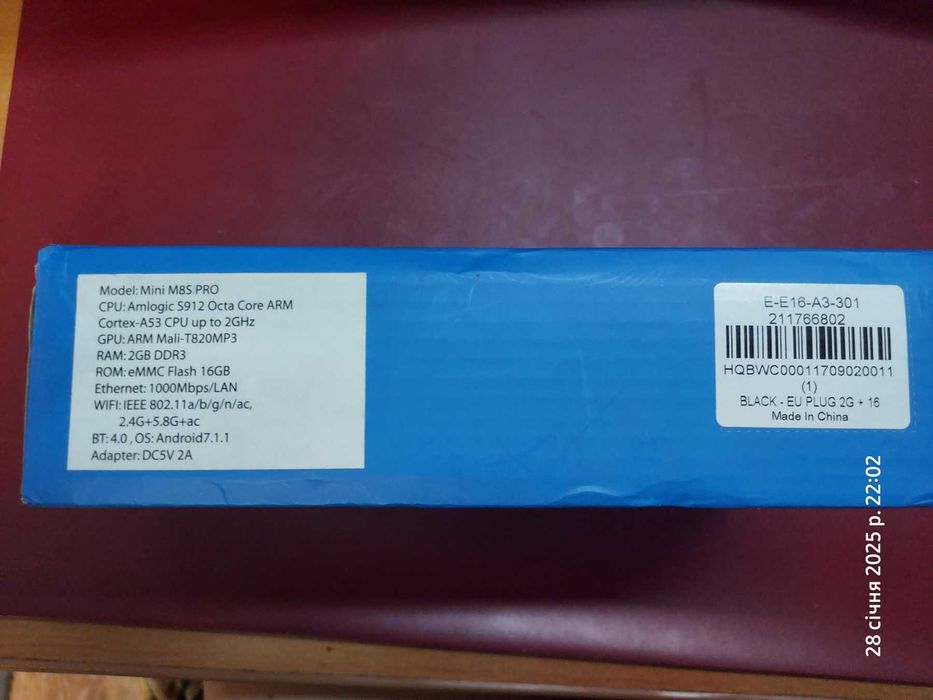 Model: Mini M8S PRO
CPU: Amlogic S912 Octa Core ARM
Cortex-A53 CPU up to 2GHz
GPU: ARM Mali-T820MP3
RAM: 2GB DDR3
ROM: eMMC Flash 16GB
Ethernet: 1000Mbps/LAN
WIFI: IEEE 802.11a/b/g/n/ac,
2.4G+5.8G+ac
BT: 4.0 , OS: Android7.1.1
Adapter: DC5V 2A
E-E16-A3-301
211766802
HQBWC00011709020011
(1)
BLACK - EU PLUG 2G + 16
Made In China
28 січня 2025 р. 22:02